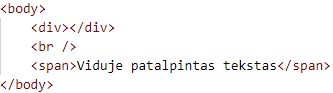 <body>
<div></div>
<br />
<span>Viduje patalpintas tekstas</span>
</body>